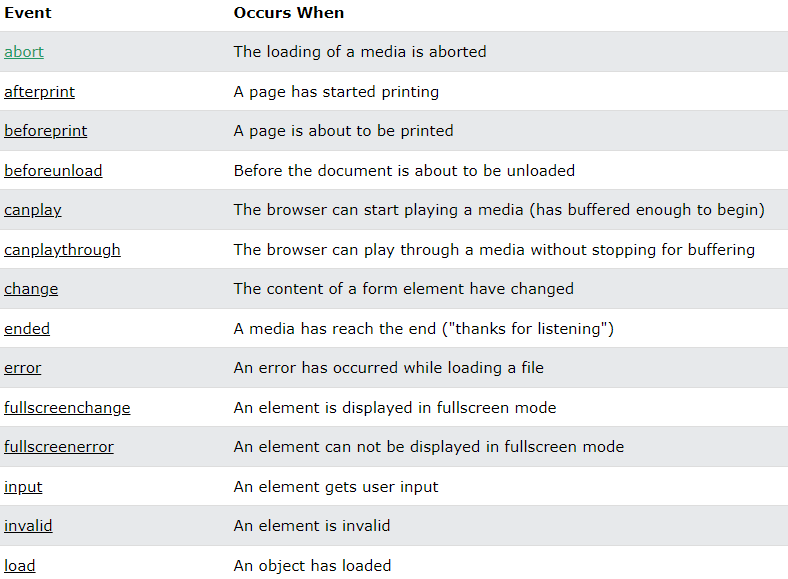 Event Occurs When
abort The loading of a media is aborted
afterprint A page has started printing
beforeprint A page is about to be printed
beforeunload Before the document is about to be unloaded
canplay The browser can start playing a media (has buffered enough to begin)
canplaythrough The browser can play through a media without stopping for buffering
change The content of a form element have changed
ended A media has reach the end ("thanks for listening")
error An error has occurred while loading a file
fullscreenchange An element is displayed in fullscreen mode
fullscreenerror An element can not be displayed in fullscreen mode
input An element gets user input
invalid An element is invalid
load An object has loaded